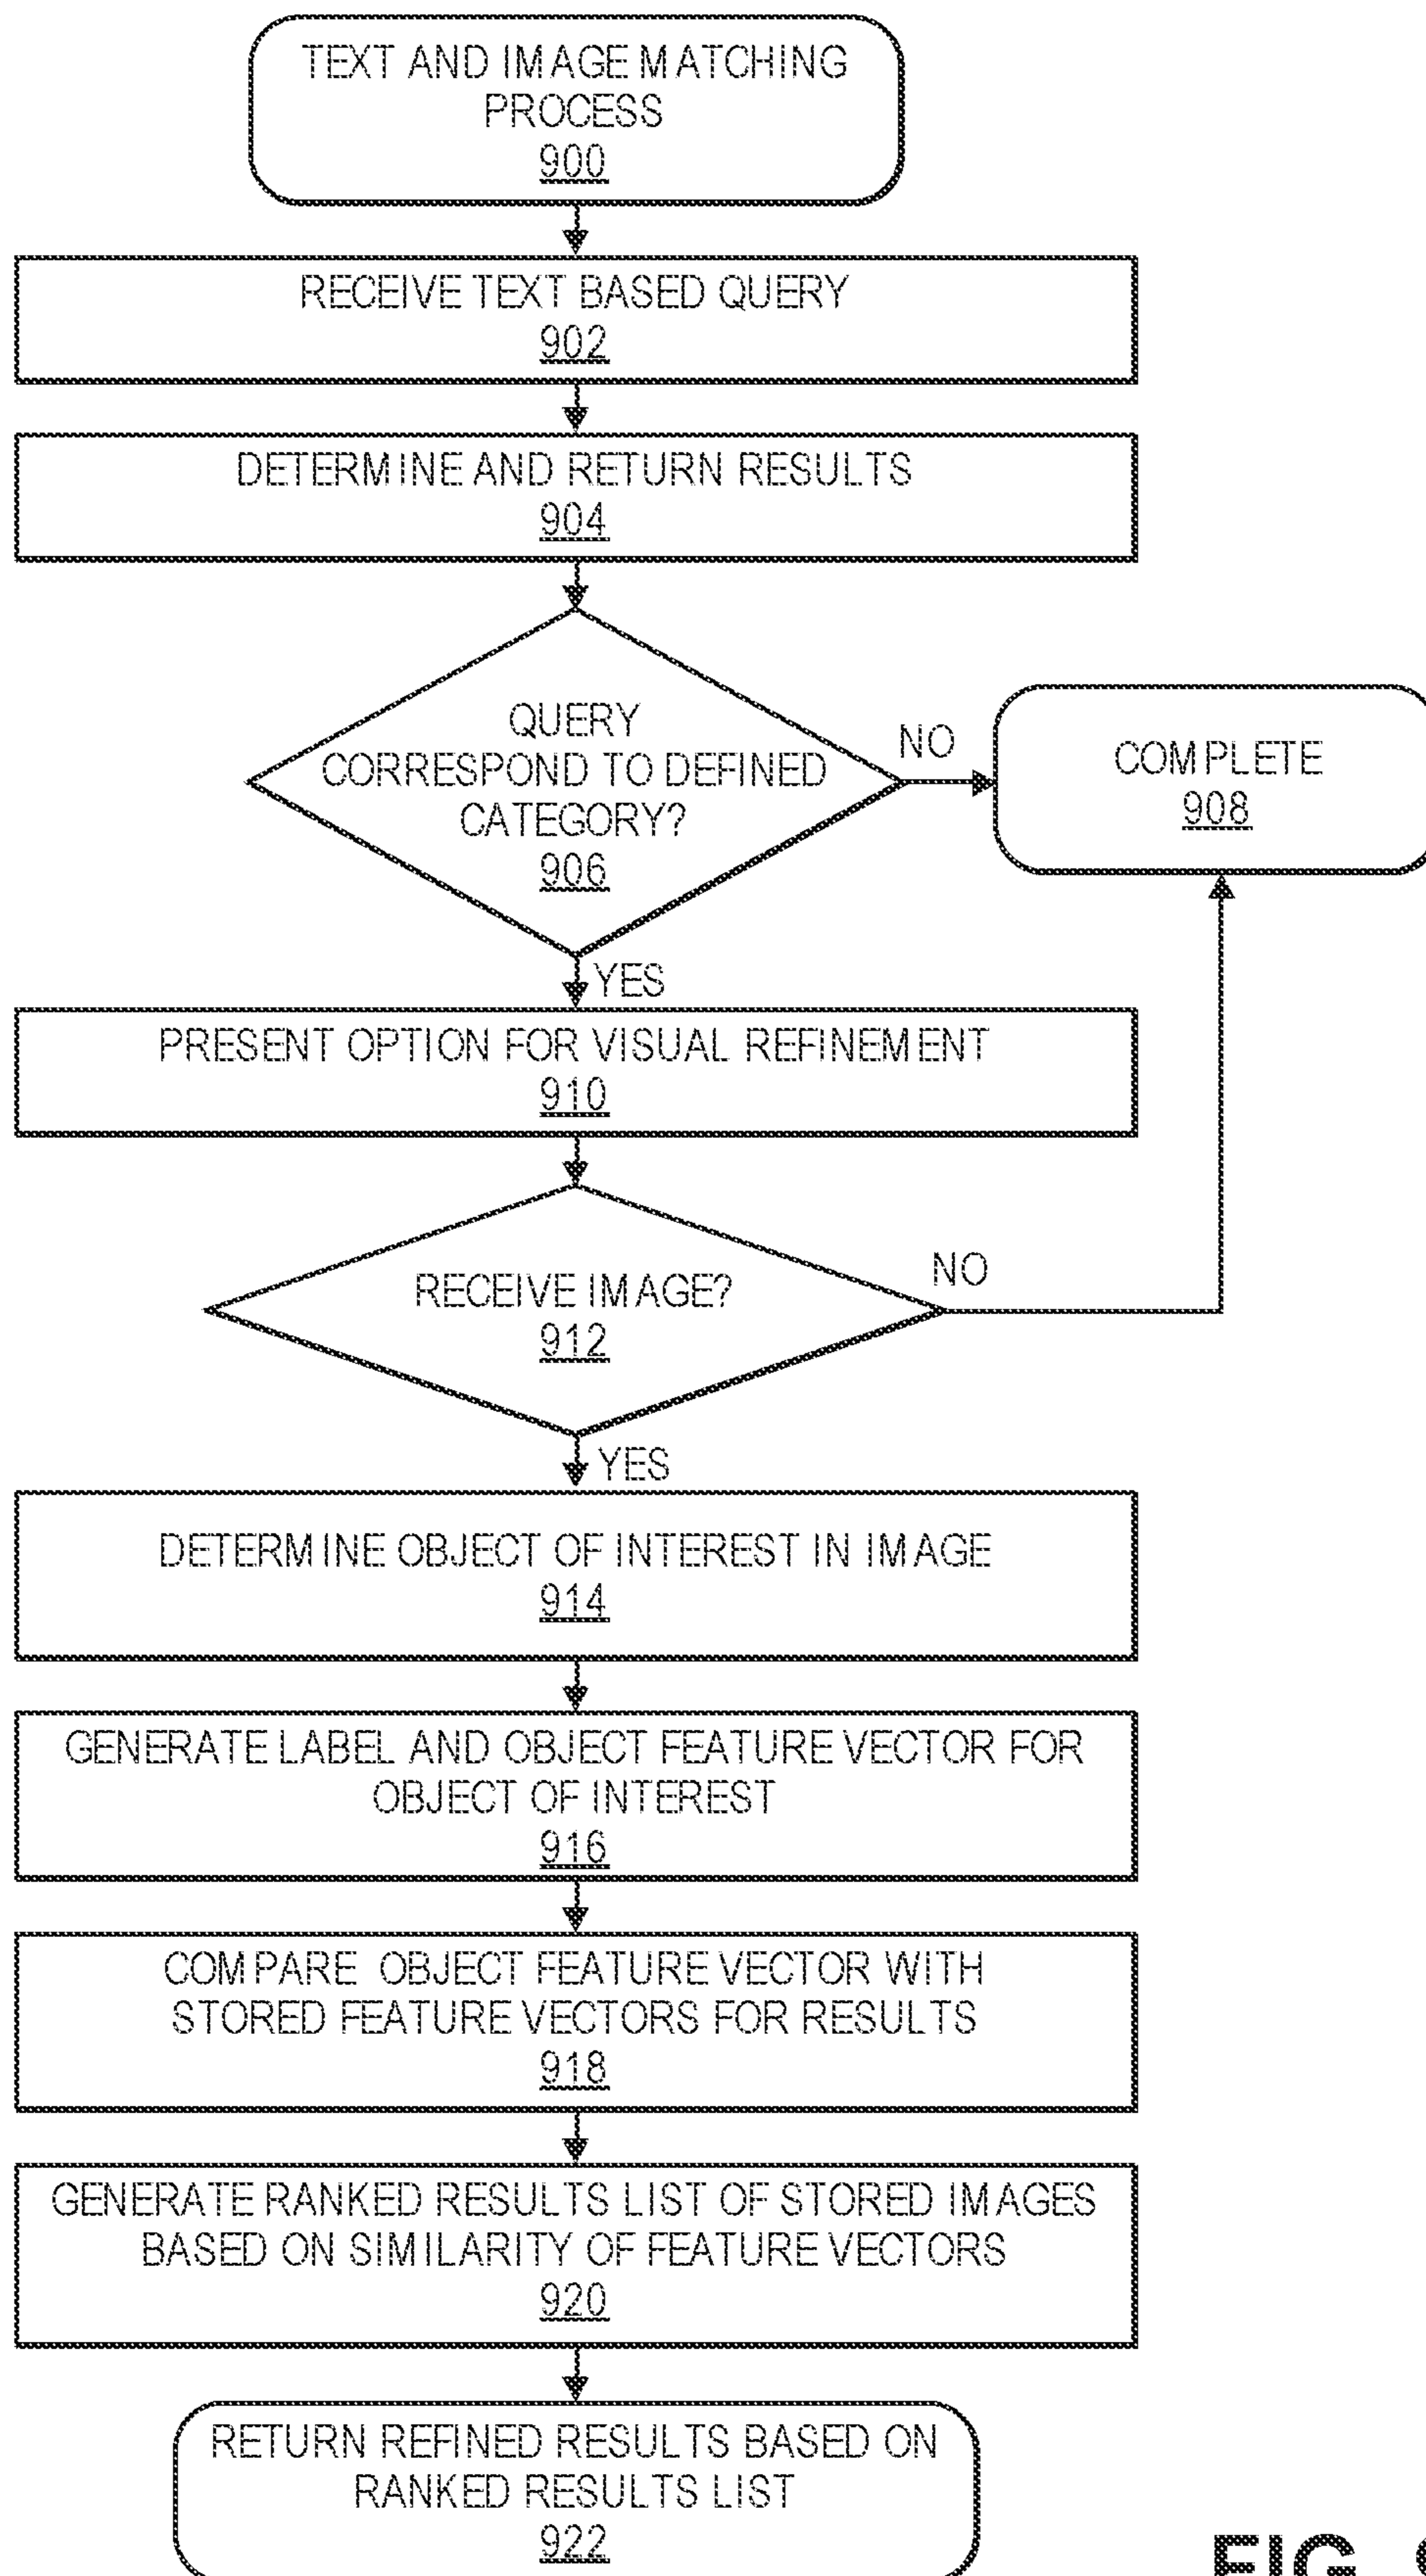 TEXT AND IMAGE MATCHING
PROCESS
900
RECEIVE TEXT BASED QUERY
902
DETERMINE AND RETURN RESULTS
904
QUERY
CORRESPOND TO DEFINED
CATEGORY?
906
NO
COMPLETE
908
YES
PRESENT OPTION FOR VISUAL REFINEMENT
910
RECEIVE IMAGE?
912
NO
YES
DETERMINE OBJECT OF INTEREST IN IMAGE
914
GENERATE LABEL AND OBJECT FEATURE VECTOR FOR
OBJECT OF INTEREST
916
COMPARE OBJECT FEATURE VECTOR WITH
STORED FEATURE VECTORS FOR RESULTS
918
GENERATE RANKED RESULTS LIST OF STORED IMAGES
BASED ON SIMILARITY OF FEATURE VECTORS
920
RETURN REFINED RESULTS BASED ON
RANKED RESULTS LIST
922
FIG.